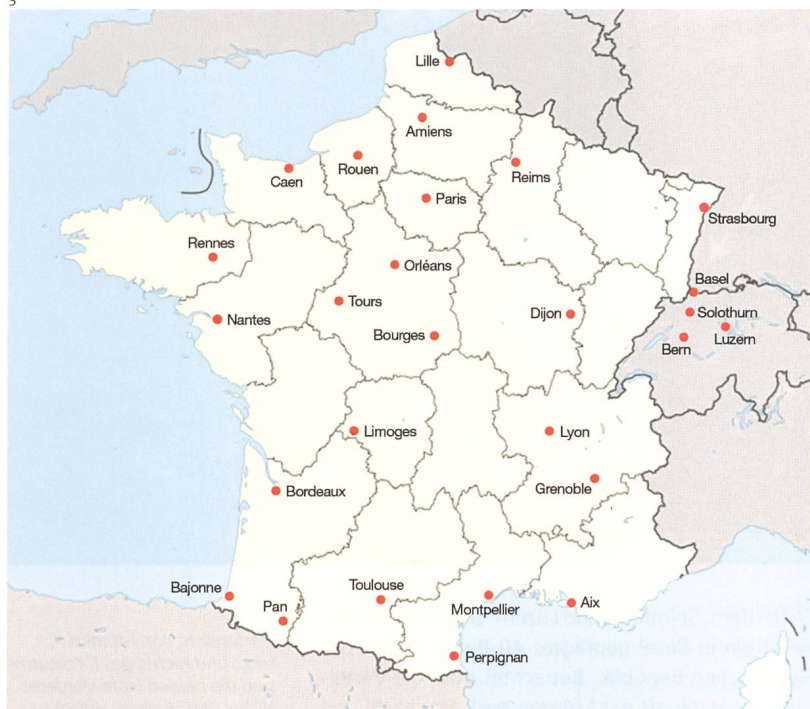 5
Lille
Amiens
Rouen
Caen
Reims
Paris
Strasbourg
Rennes
Orléans
Basel
Tours
Nantes
Dijon
Solothurn
Bourges
Bern
Luzern
Limoges
Lyon
Grenoble
Bordeaux
Bajonne
Toulouse
Pan
Montpellier
Aix
Perpignan